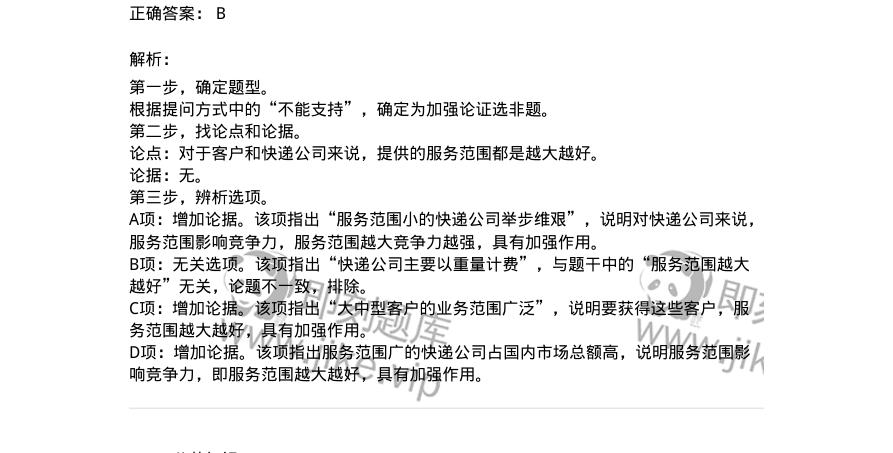 正确答案： B
解析：
第一步，确定题型。
根据提问方式中的“不能支持”，确定为加强论证选非题。
第二步，找论点和论据。
论点：对于客户和快递公司来说，提供的服务范围都是越大越好。
论据：无。
第三步，辨析选项。
A项：增加论据。该项指出“服务范围小的快递公司举步维艰”，说明对快递公司来说，
服务范围影响竞争力，服务范围越大竞争力越强，具有加强作用。
B项：无关选项。该项指出“快递公司主要以重量计费”，与题干中的“服务范围越大
越好”无关，论题不一致，排除。
C项：增加论据。该项指出“大中型客户的业务范围广泛”，说明要获得这些客户，服
务范围越大越好，具有加强作用。
D项：增加论据。该项指出服务范围广的快递公司占国内市场总额高，说明服务范围影
响竞争力，即服务范围越大越好，具有加强作用。
即刻题库
www.jike.vip
即刻
www.jike